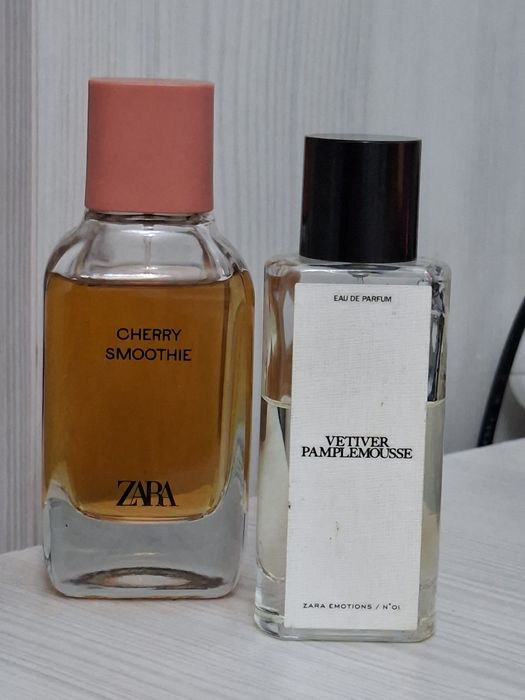 CHERRY
SMOOTHIE
ZARA
EAU DE PARFUM
VETIVER
PAMPLEMOUSSE
ZARA EMOTIONS / N°01